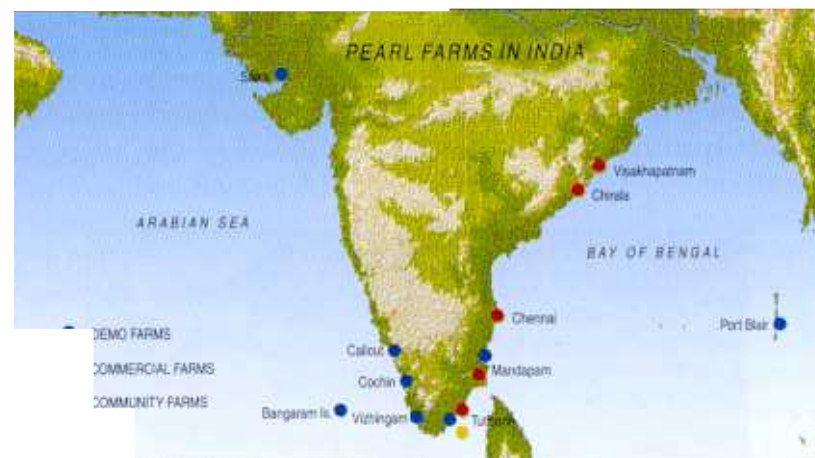 PEARL FARMS IN INDIA
Visakhapatnam
Chirala
ARABIAN SEA
BAY OF BENGAL
Chennai
Port Blair
DEMO FARMS
Calicut
COMMERCIAL FARMS
Mandapam
Cochin
COMMUNITY FARMS
Bangaram Is.
Vizhingam